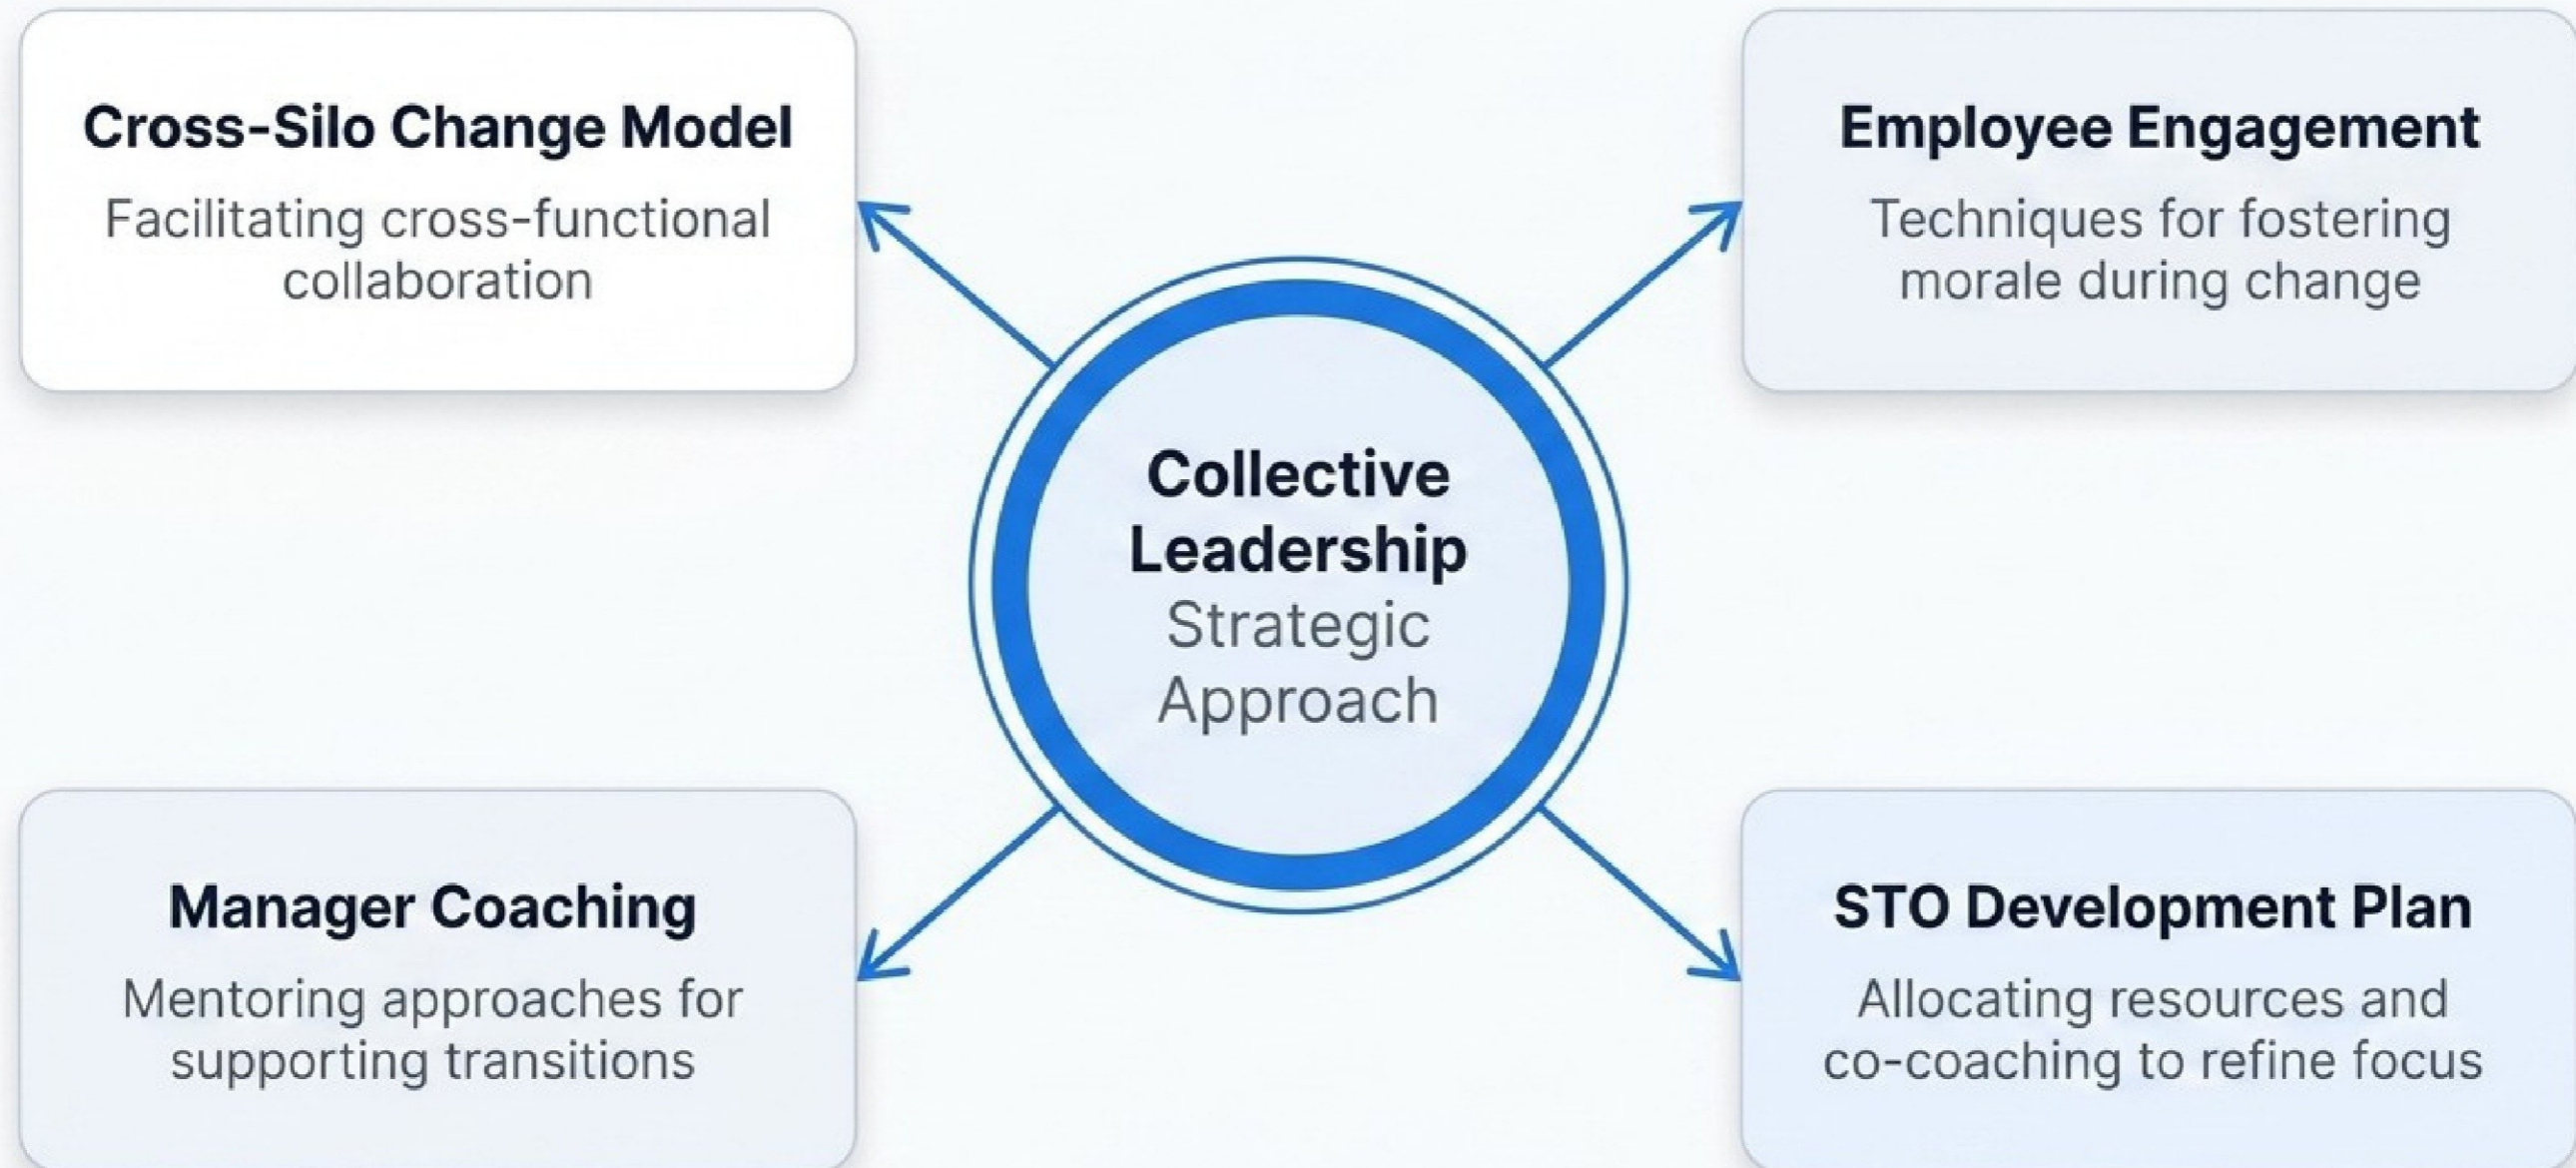 Cross-Silo Change Model
Facilitating cross-functional
collaboration
Employee Engagement
Techniques for fostering
morale during change
Collective
Leadership
Strategic
Approach
Manager Coaching
Mentoring approaches for
supporting transitions
STO Development Plan
Allocating resources and
co-coaching to refine focus